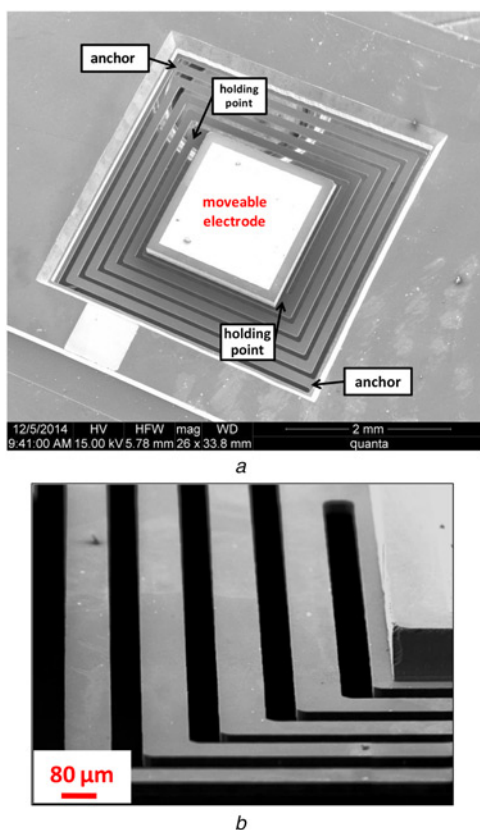 anchor
holding
point
moveable
electrode
holding
point
anchor
12/5/2014 HV HFW mag WD 2 mm
9:41:00 AM 15.00 kV 5.78 mm 26 x 33.8 mm quanta
a
80 µm
b